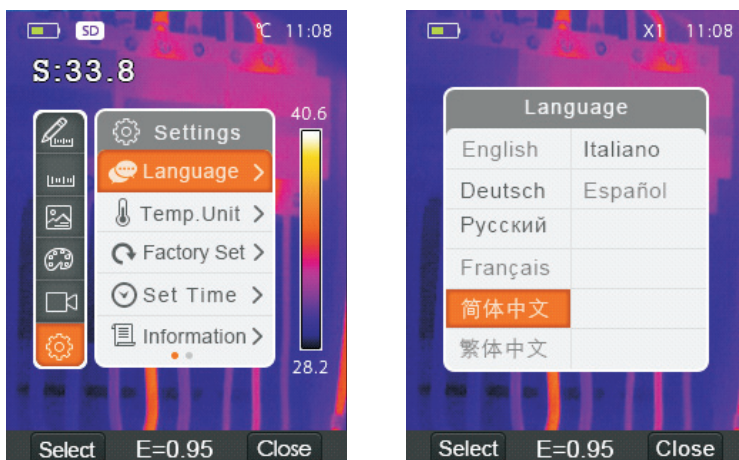 SD ℃ 11:08
S:33.8
40.6
Settings
Language >
Temp.Unit >
Factory Set >
Set Time >
Information >
28.2
Select E=0.95 Close
X1 11:08
Language
English Italiano
Deutsch Español
Русский
Français
简体中文
繁体中文
Select E=0.95 Close